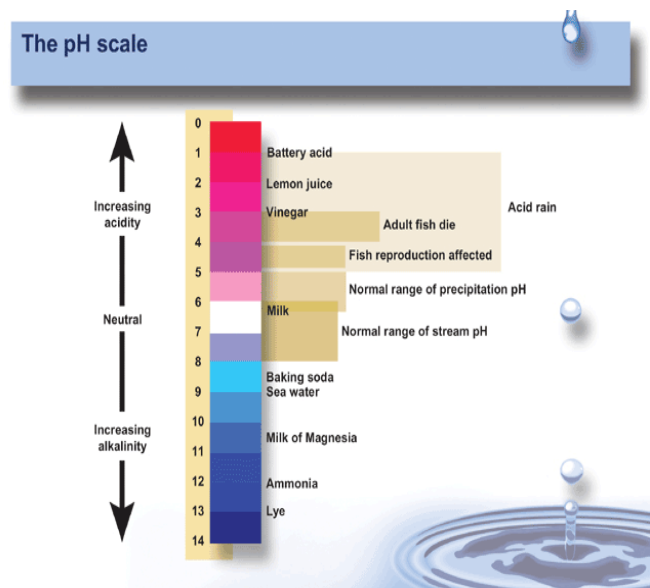 The pH scale
0
1
Battery acid
2
Lemon juice
Increasing
acidity
3
Vinegar
Acid rain
Adult fish die
4
Fish reproduction affected
5
Normal range of precipitation pH
6
Milk
Neutral
7
Normal range of stream pH
8
Baking soda
9
Sea water
10
Increasing
alkalinity
Milk of Magnesia
11
12
Ammonia
13
Lye
14